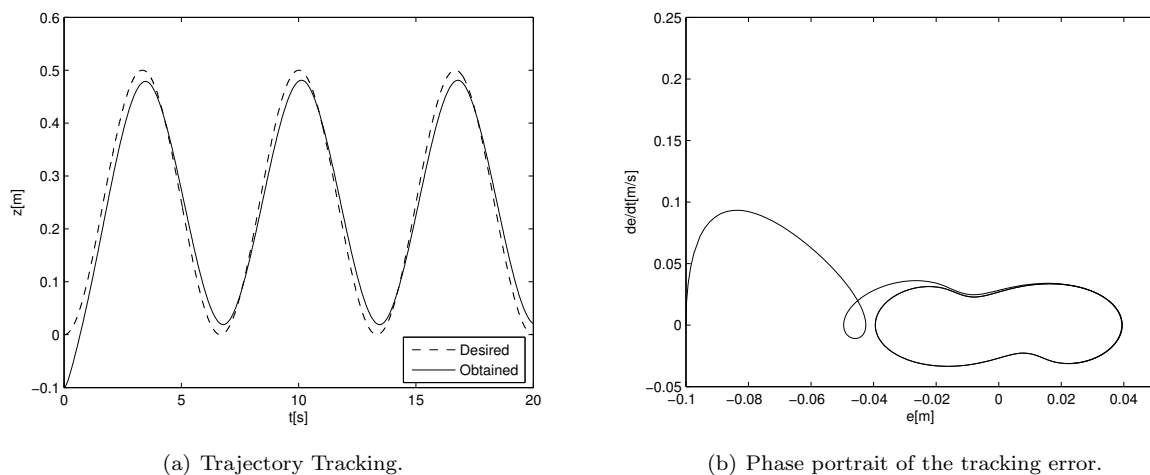 0.6
0.5
0.4
0.3
0.2
0.1
0
−0.1
z[m]
Desired
Obtained
0 5 10 15 20
t[s]
(a) Trajectory Tracking.
0.25
0.2
0.15
0.1
0.05
0
−0.05
de/dt[m/s]
−0.1 −0.08 −0.06 −0.04 −0.02 0 0.02 0.04
e[m]
(b) Phase portrait of the tracking error.